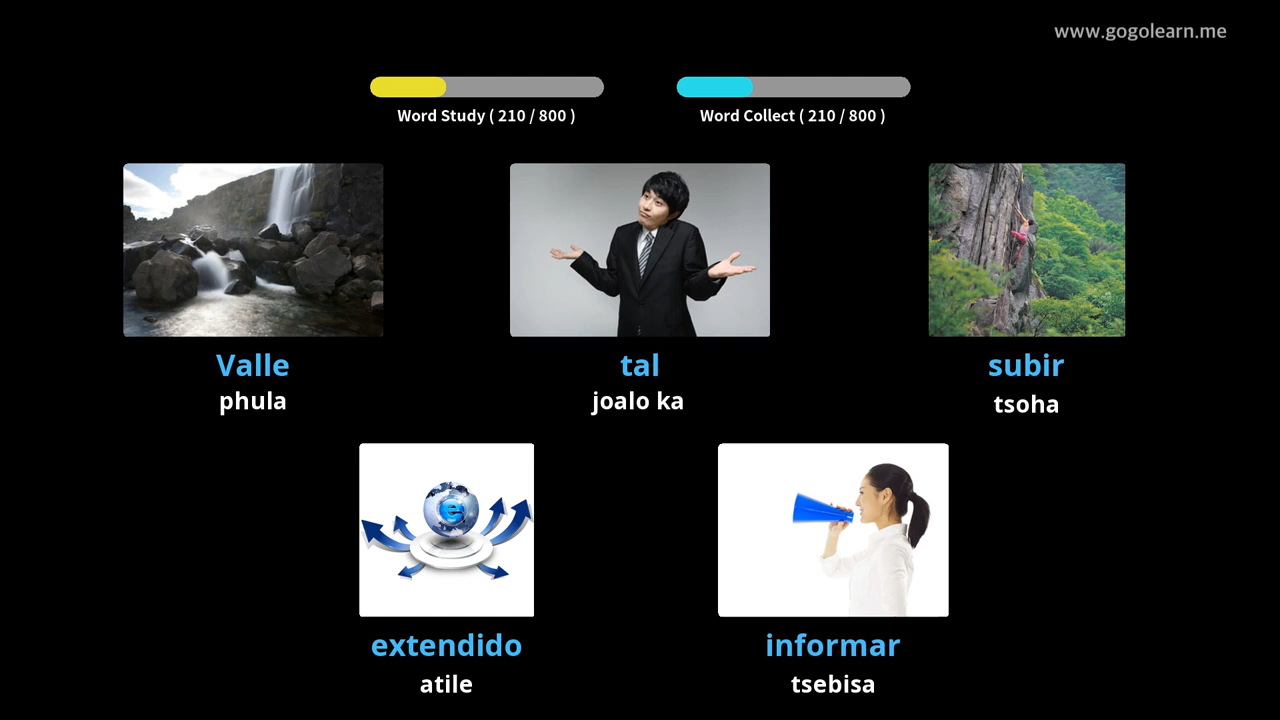 www.gogolearn.me
Word Study ( 210 / 800 )
Word Collect ( 210 / 800 )
Valle
phula
tal
joalo ka
subir
tsoha
e
extendido
atile
informar
tsebisa